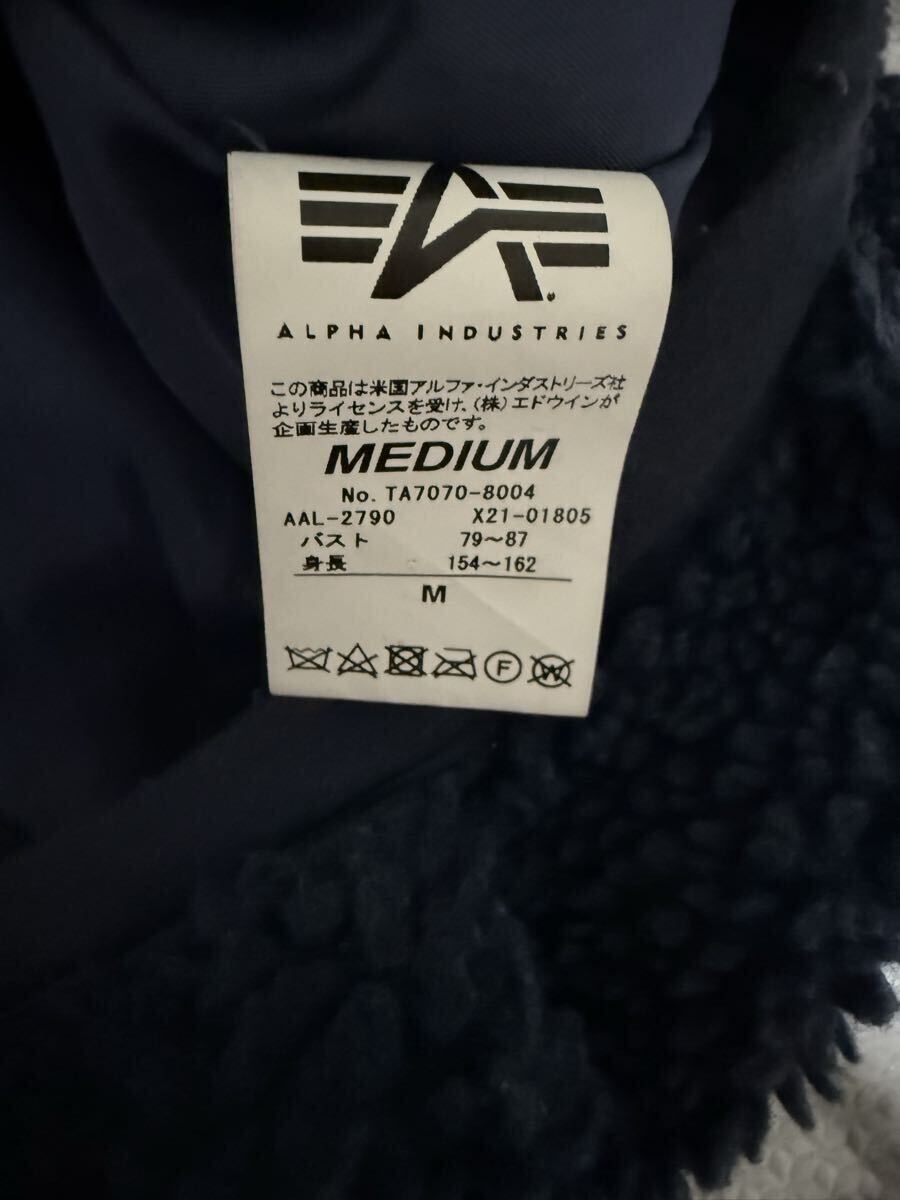 ALPHA INDUSTRIES
この商品は米国アルファ・インダストリーズ社
よりライセンスを受け、(株)エドウインが
企画生産したものです。
MEDIUM
No. TA7070-8004
AAL-2790 X21-01805
バスト 79～87
身長 154～162
M
F W